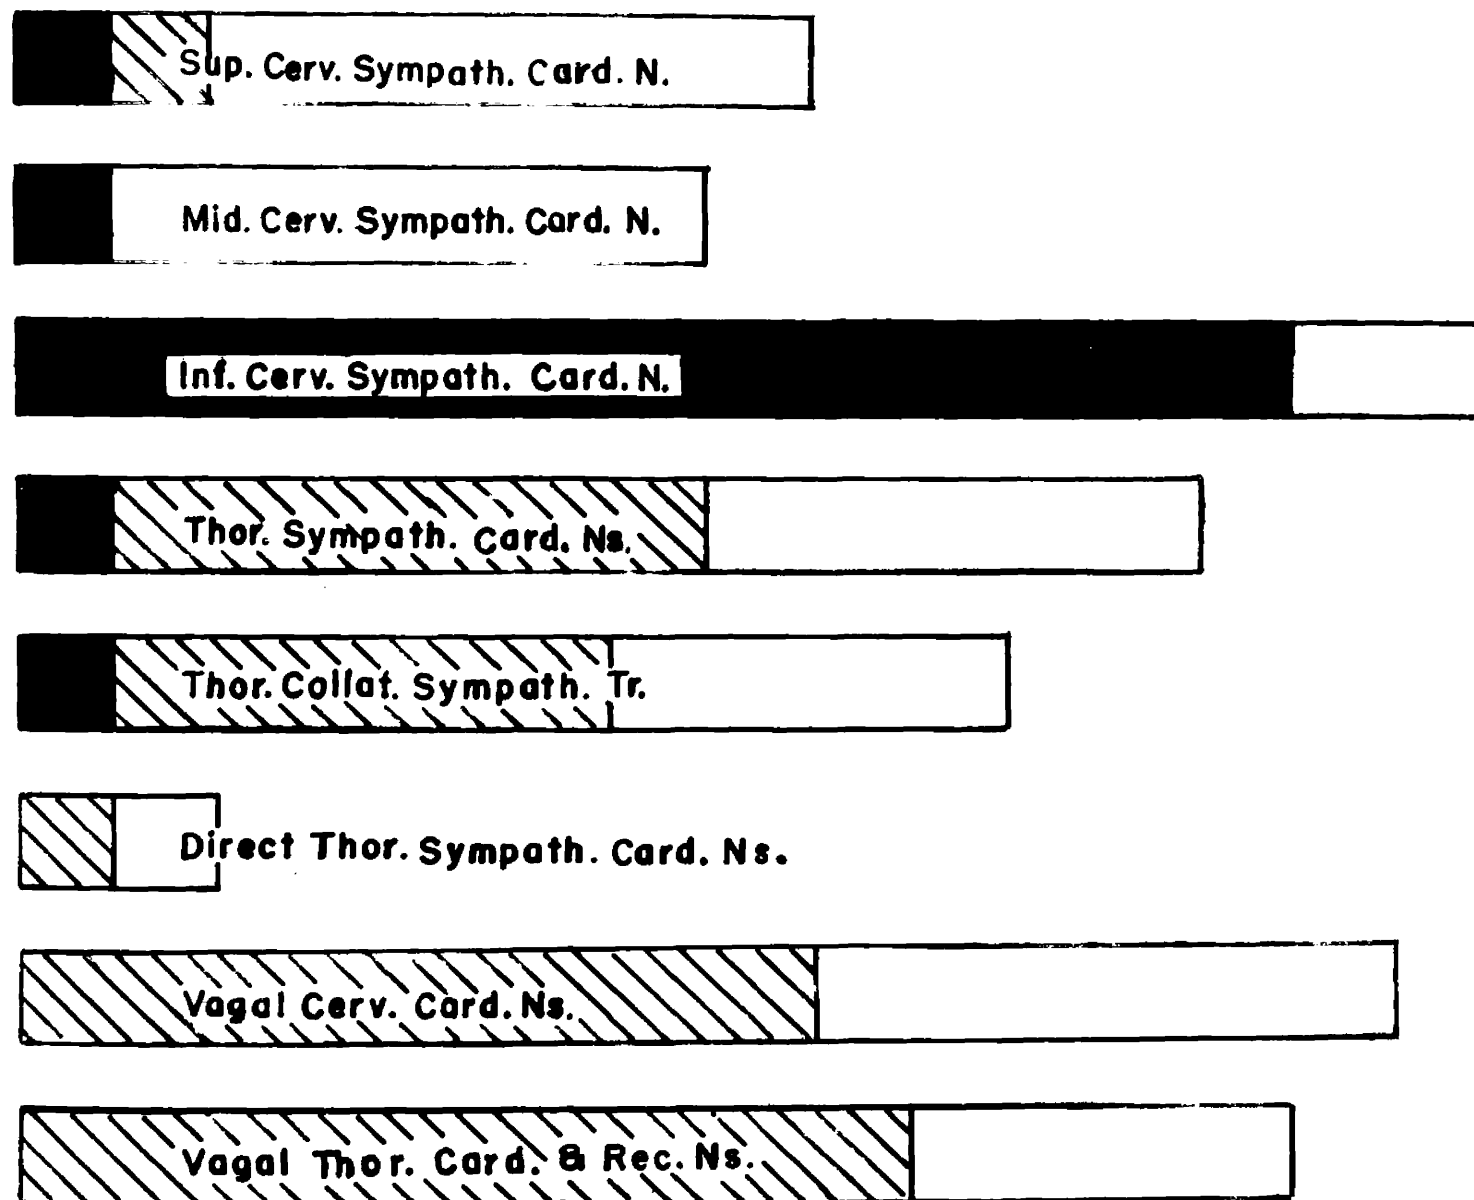 Sup. Cerv. Sympath. Card. N.
Mid. Cerv. Sympath. Card. N.
Inf. Cerv. Sympath. Card. N.
Thor. Sympath. Card. Ns.
Thor. Collat. Sympath. Tr.
Direct Thor. Sympath. Card. Ns.
Vagal Cerv. Card. Ns.
Vagal Thor. Card. & Rec. Ns.